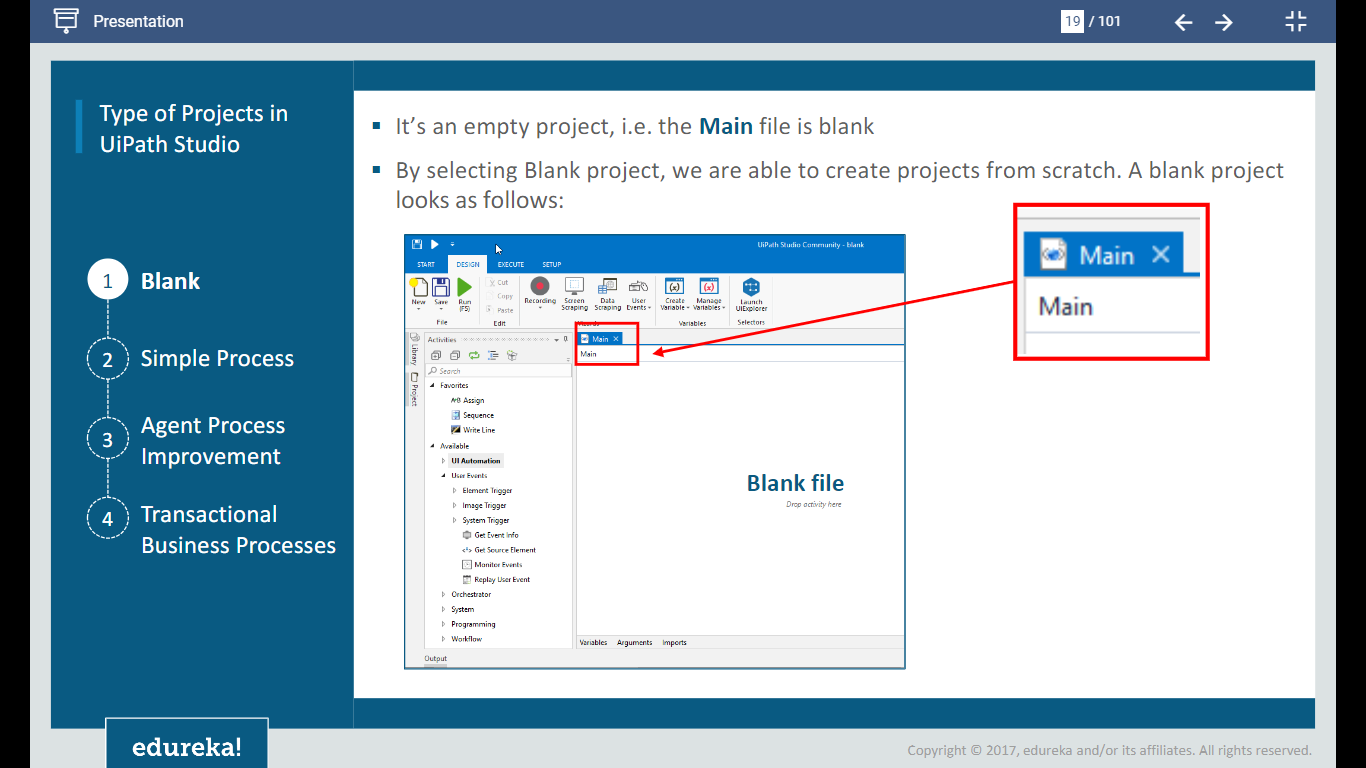 Presentation
19 / 101
Type of Projects in
UiPath Studio
1 Blank
2 Simple Process
3 Agent Process
Improvement
4 Transactional
Business Processes
edureka!
▪ It's an empty project, i.e. the Main file is blank
▪ By selecting Blank project, we are able to create projects from scratch. A blank project
looks as follows:
UiPath Studio Community - blank
START DESIGN EXECUTE SETUP
New Save Run (F5) Cut Copy Paste Recording Screen Scraping Data Scraping User Events Create Variable Manage Variables Launch UiExplorer
File Edit Wizards Variables Selectors
Library
Project
Activities
Search
Favorites
A+B Assign
Sequence
Write Line
Available
UI Automation
User Events
Element Trigger
Image Trigger
System Trigger
Get Event Info
Get Source Element
Monitor Events
Replay User Event
Orchestrator
System
Programming
Workflow
Output
Main
Main
Blank file
Drop activity here
Variables Arguments Imports
Main
Main
Copyright © 2017, edureka and/or its affiliates. All rights reserved.